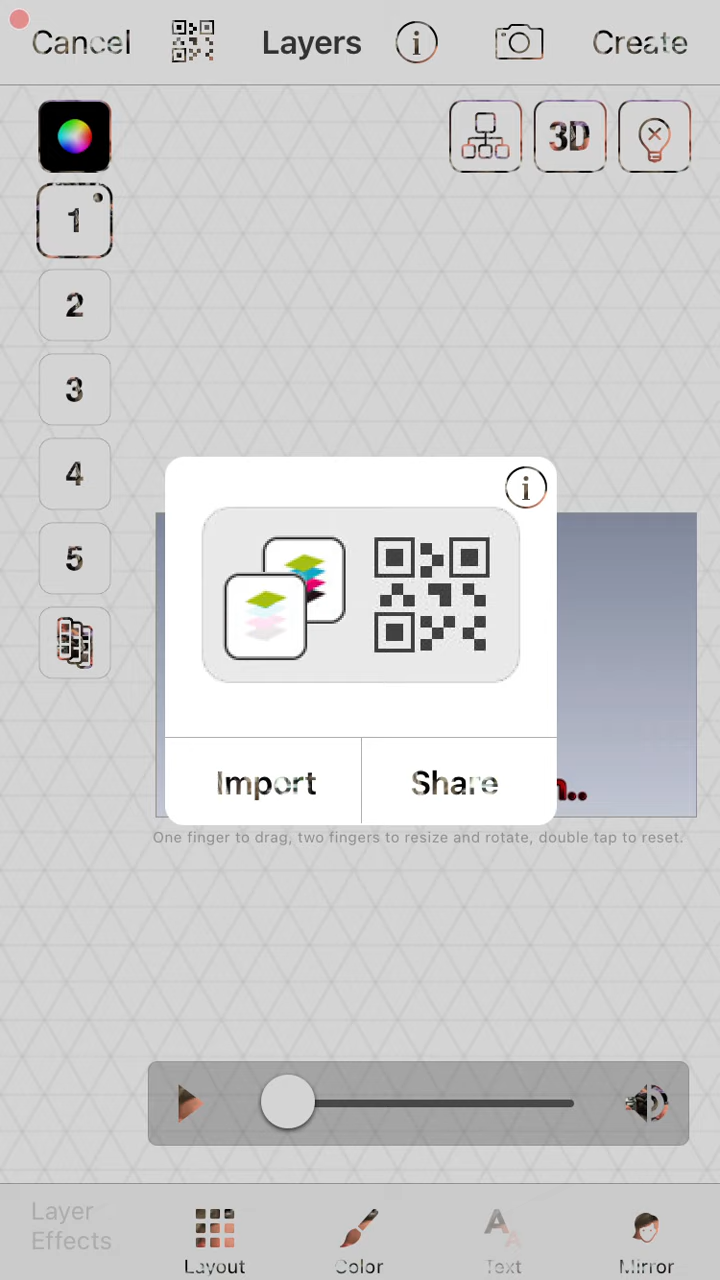 Cancel
Layers
Create
3D
1
2
3
4
5
Import
Share
One finger to drag, two fingers to resize and rotate, double tap to reset.
Layer
Effects
Layout
Color
Text
Mirror